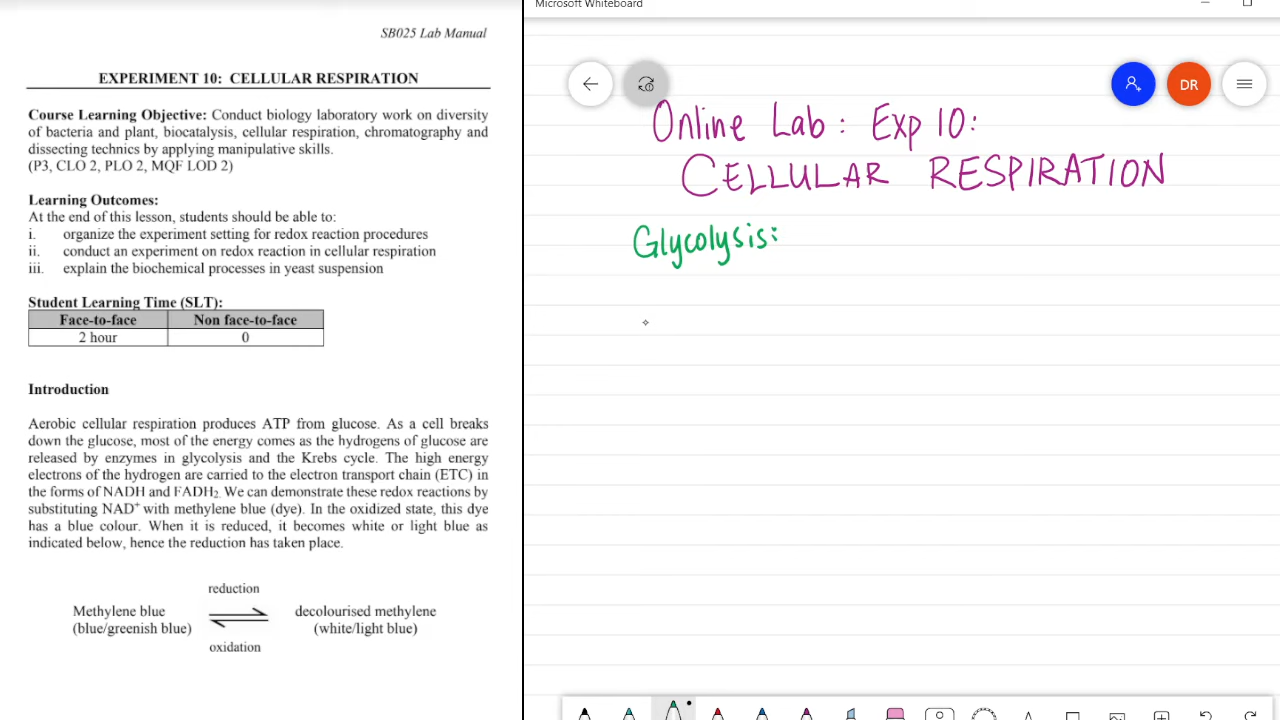 SB025 Lab Manual
EXPERIMENT 10: CELLULAR RESPIRATION
Course Learning Objective: Conduct biology laboratory work on diversity
of bacteria and plant, biocatalysis, cellular respiration, chromatography and
dissecting technics by applying manipulative skills.
(P3, CLO 2, PLO 2, MQF LOD 2)
Learning Outcomes:
At the end of this lesson, students should be able to:
i. organize the experiment setting for redox reaction procedures
ii. conduct an experiment on redox reaction in cellular respiration
iii. explain the biochemical processes in yeast suspension
Student Learning Time (SLT):
Face-to-face Non face-to-face
2 hour 0
Introduction
Aerobic cellular respiration produces ATP from glucose. As a cell breaks
down the glucose, most of the energy comes as the hydrogens of glucose are
released by enzymes in glycolysis and the Krebs cycle. The high energy
electrons of the hydrogen are carried to the electron transport chain (ETC) in
the forms of NADH and FADH₂. We can demonstrate these redox reactions by
substituting NAD⁺ with methylene blue (dye). In the oxidized state, this dye
has a blue colour. When it is reduced, it becomes white or light blue as
indicated below, hence the reduction has taken place.
reduction
Methylene blue decolourised methylene
(blue/greenish blue) (white/light blue)
oxidation
Microsoft Whiteboard
DR
Online Lab: Exp 10:
CELLULAR RESPIRATION
Glycolysis: